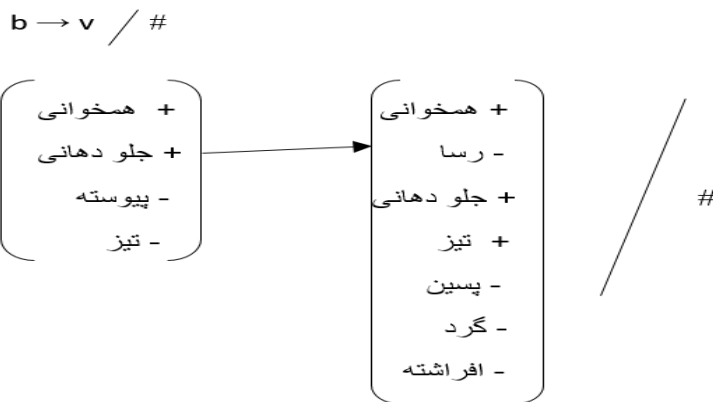 b → v / #
+ همخوانی
+ جلو دهانی
- پیوسته
- تیز
+ همخوانی
- رسا
+ جلو دهانی
+ تیز
- پسین
- گرد
- افراشته
#